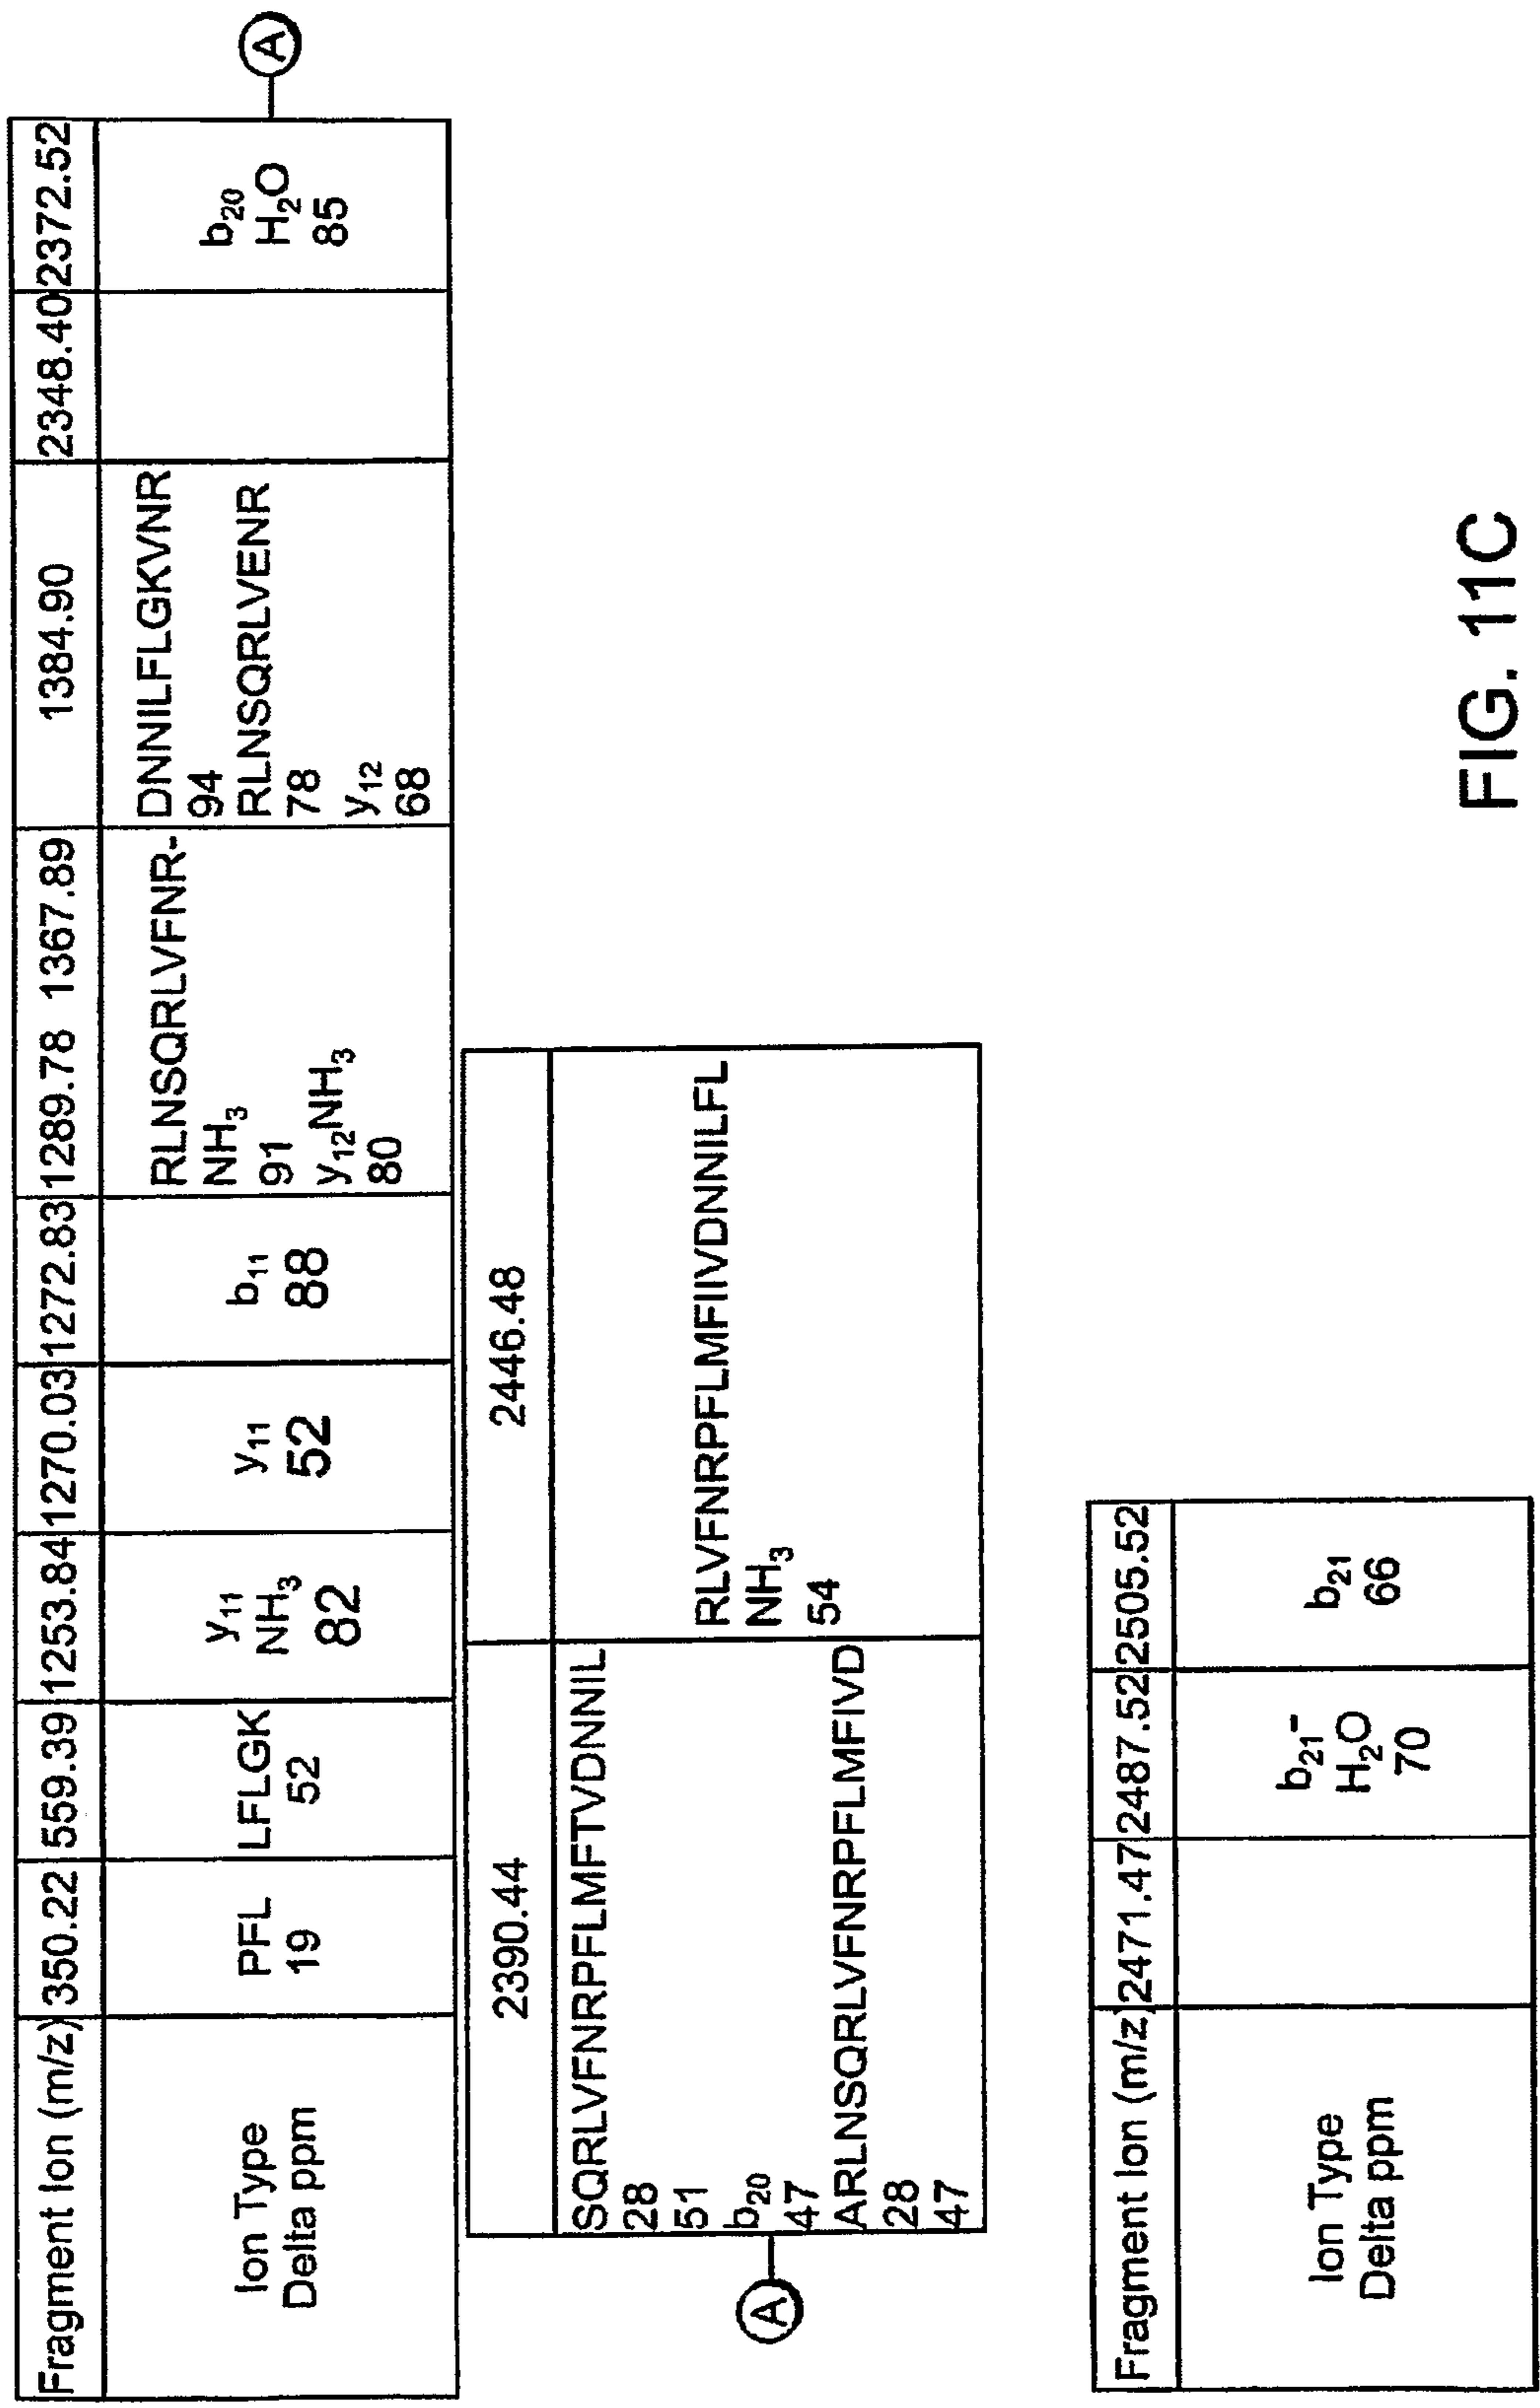 Fragment Ion (m/z) 350.22 559.39 1253.84 1270.03 1272.83 1289.78 1367.89 1384.90 2348.40 2372.52
Ion Type
Delta ppm
PFL
19
LFLGK
52
y11
NH3
82
y11
52
b11
88
RLNSQRLVFNR-
NH3
91
y12NH3
80
DNNILFLGKVNR
94
RLNSQRLVENR
78
y12
68
b20
H2O
85
A
A
2390.44 2446.48
SQRLVFNRPFLMFTVDNNIL
28
51
b20
47
ARLNSQRLVFNRPFLMFIVD
28
47
RLVFNRPFLMFIIVDNNILFL
NH3
54
Fragment Ion (m/z) 2471.47 2487.52 2505.52
Ion Type
Delta ppm
b21-
H2O
70
b21
66
FIG. 11C